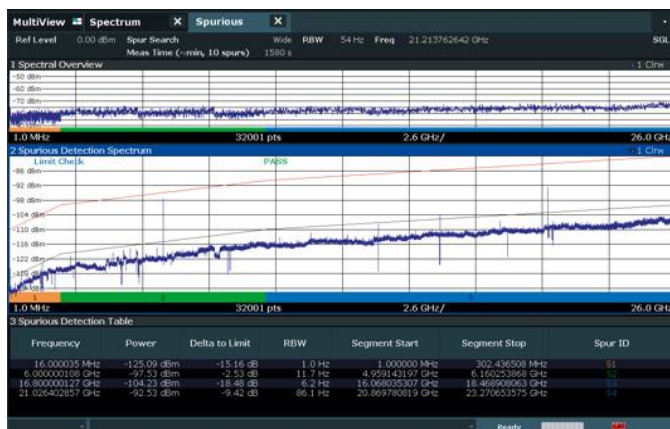 MultiView Spectrum X Spurious X
Ref Level 0.00 dBm Spur Search Wide RBW 54 Hz Freq 21.213762642 GHz SGL
Meas Time (~min, 10 spurs) 1580 s
1 Spectral Overview 1 Clrw
-50 dBm
-60 dBm
-70 dBm
1.0 MHz 32001 pts 2.6 GHz/ 26.0 GHz
2 Spurious Detection Spectrum 1 Clrw
Limit Check PASS
-86 dBm
-92 dBm
-98 dBm
-104 dBm
-110 dBm
-116 dBm
-122 dBm
1
1.0 MHz 32001 pts 2.6 GHz/ 26.0 GHz
3 Spurious Detection Table
Frequency Power Delta to Limit RBW Segment Start Segment Stop Spur ID
16.000035 MHz -125.09 dBm -15.16 dB 1.0 Hz 1.000000 MHz 302.436508 MHz S1
6.000000108 GHz -97.53 dBm -2.53 dB 11.7 Hz 4.959143197 GHz 6.160253868 GHz S2
16.800000127 GHz -104.23 dBm -18.48 dB 6.2 Hz 16.068035307 GHz 18.468908063 GHz S3
21.026402857 GHz -92.53 dBm -9.42 dB 86.1 Hz 20.869780819 GHz 23.270653575 GHz S4
Ready